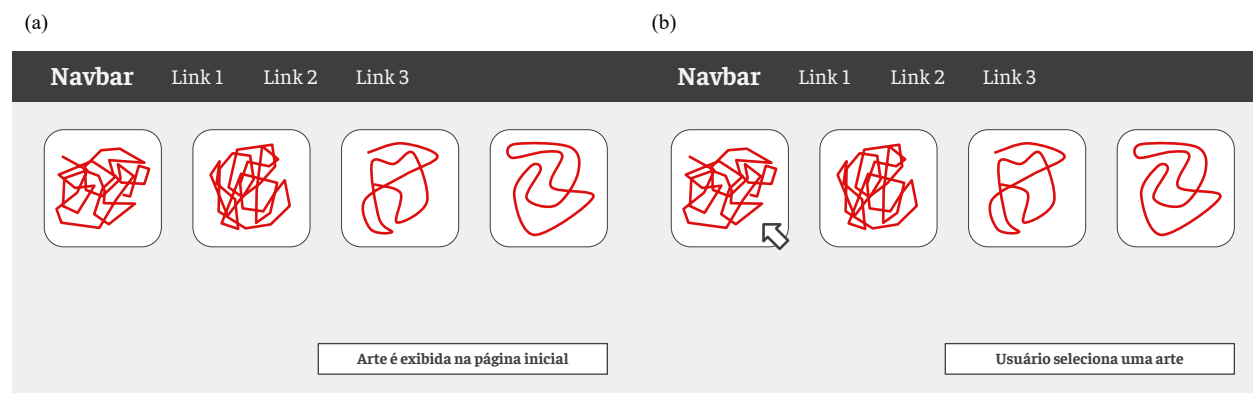 (a)
Navbar Link 1 Link 2 Link 3
Arte é exibida na página inicial
(b)
Navbar Link 1 Link 2 Link 3
Usuário seleciona uma arte